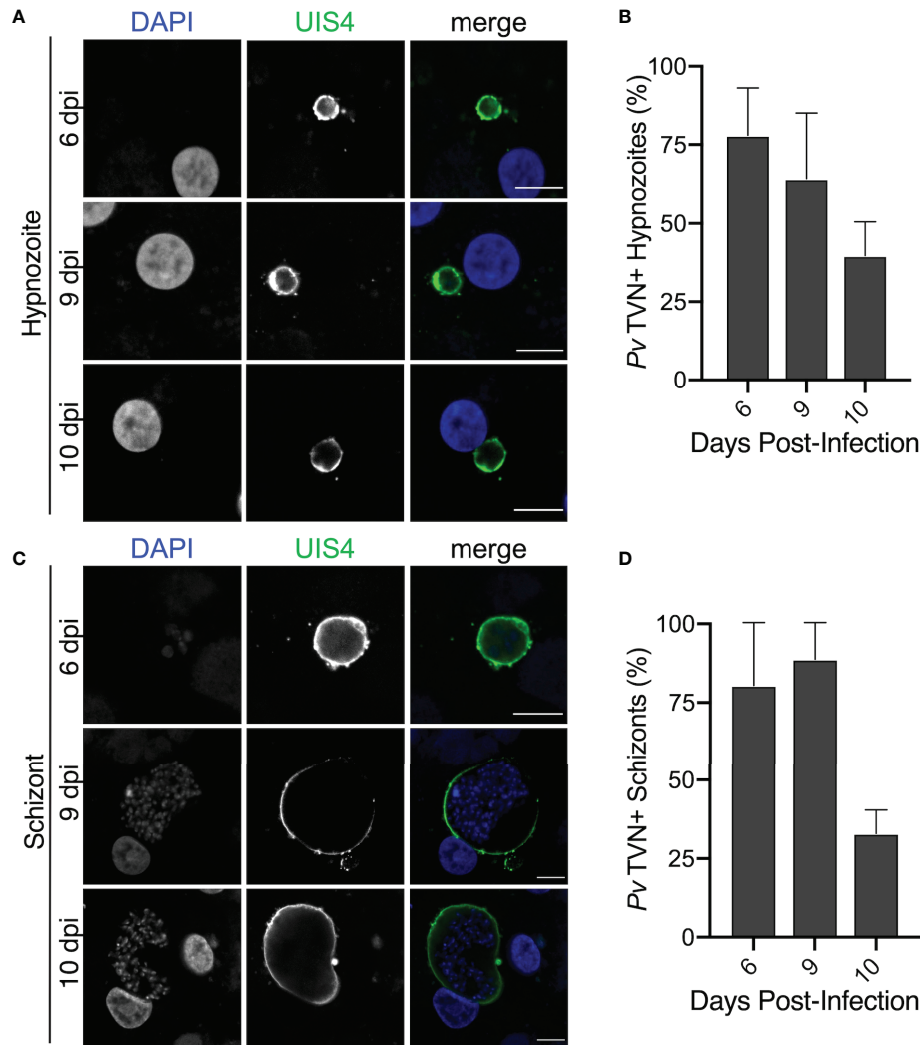 A
DAPI
UIS4
merge
Hypnozoite
6 dpi
9 dpi
10 dpi
B
Pv TVN+ Hypnozoites (%)
100
75
50
25
0
6
9
10
Days Post-Infection
C
DAPI
UIS4
merge
Schizont
6 dpi
9 dpi
10 dpi
D
Pv TVN+ Schizonts (%)
100
75
50
25
0
6
9
10
Days Post-Infection